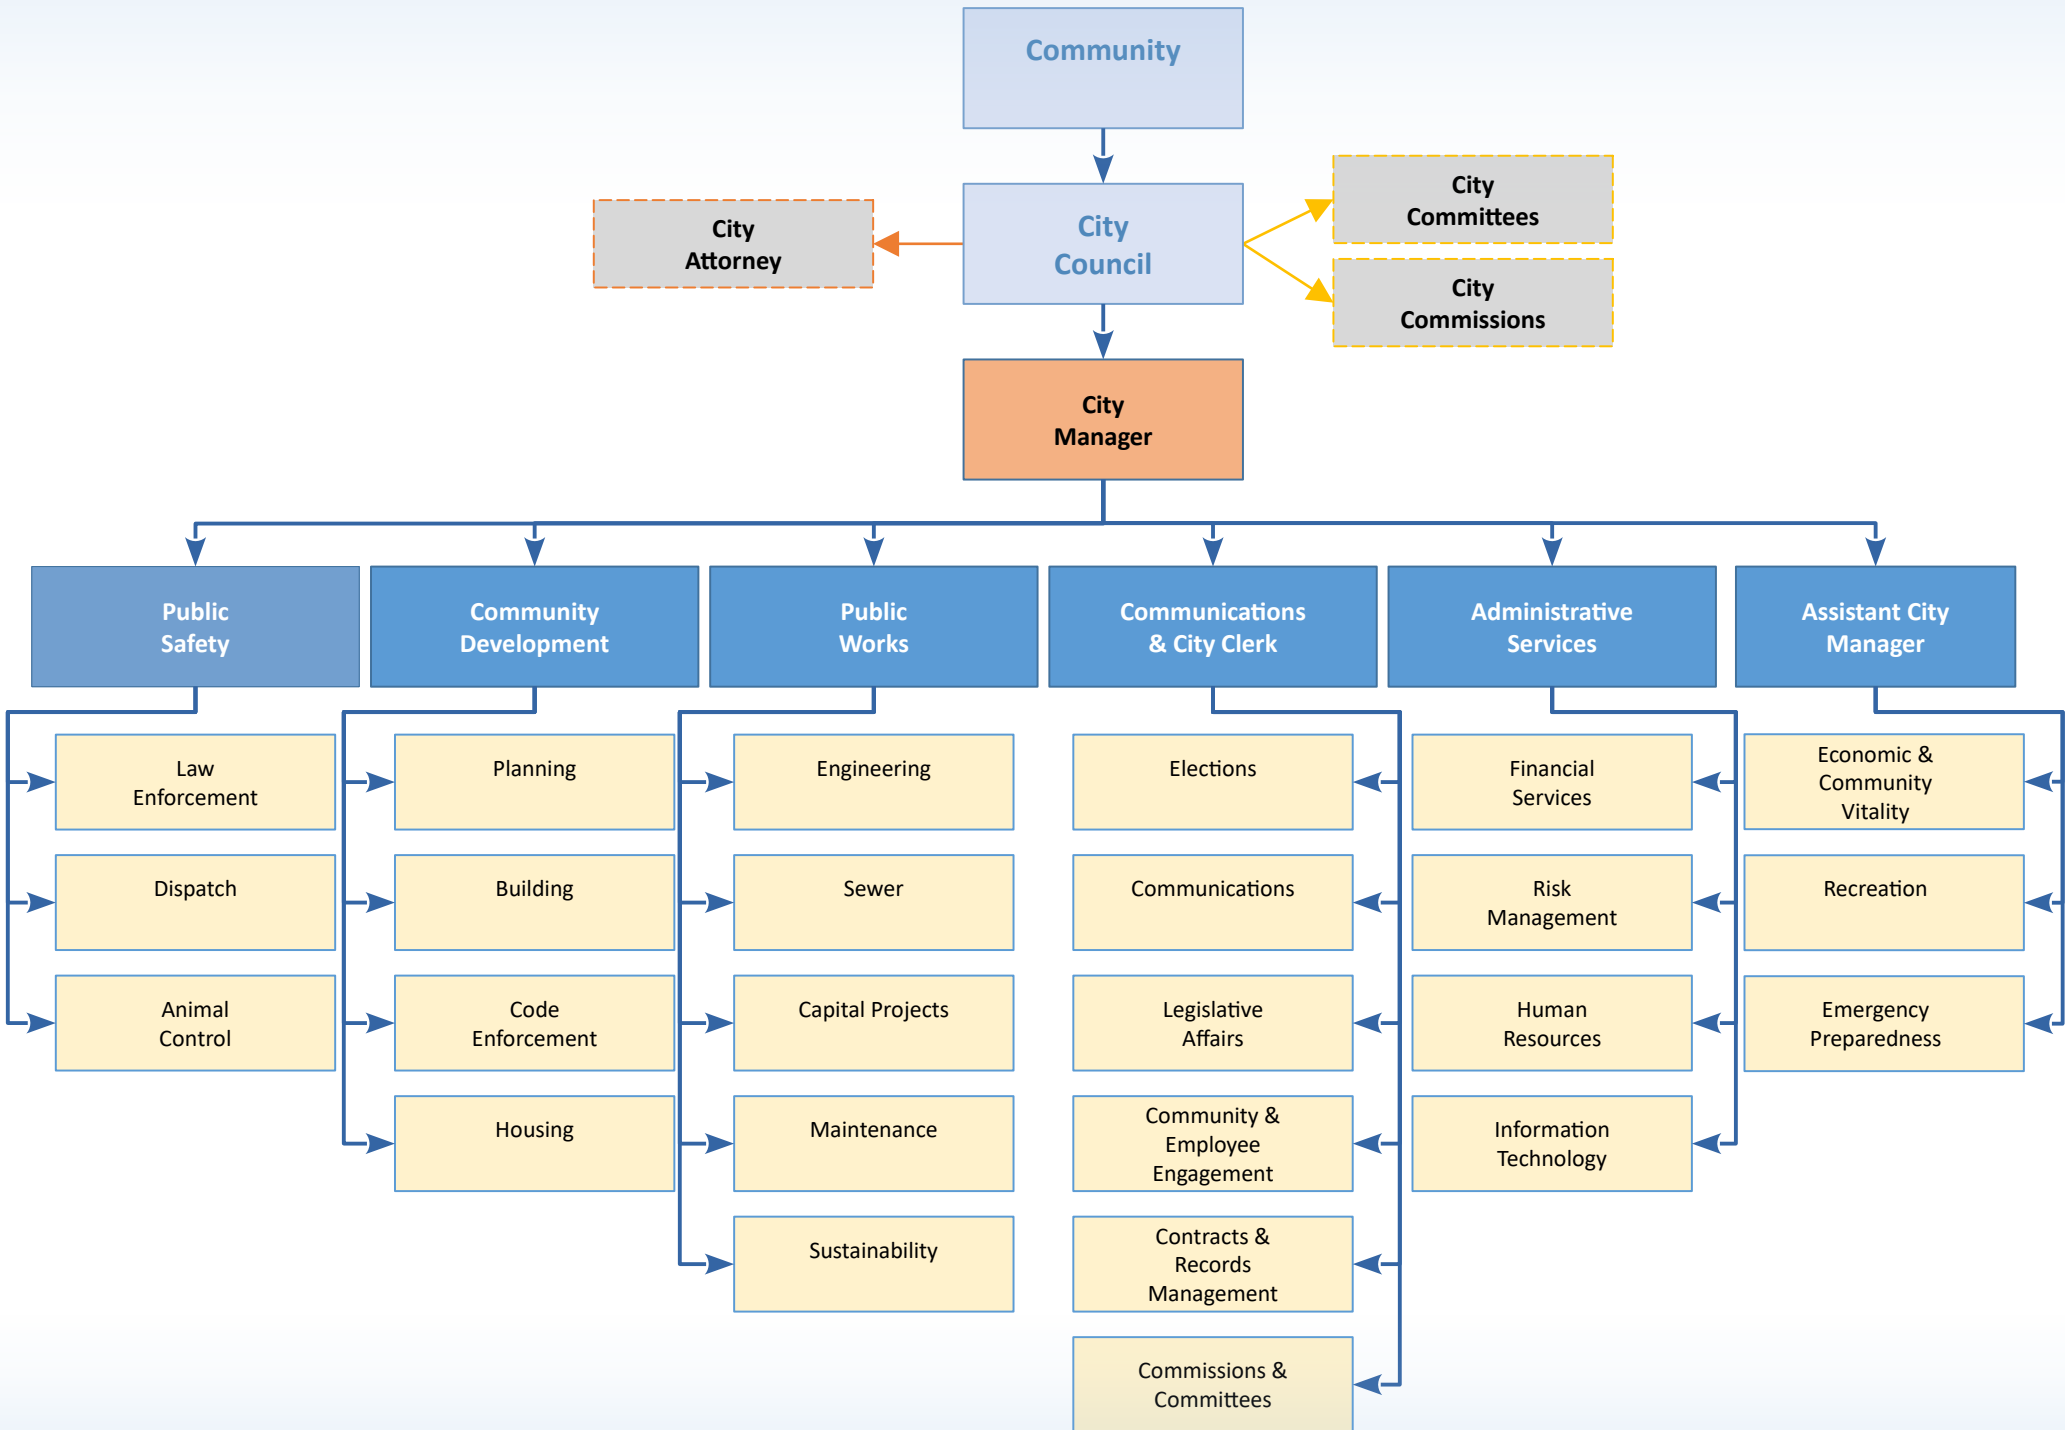 Community
City
Committees
City
Attorney
City
Council
City
Commissions
City
Manager
Public
Safety
Community
Development
Public
Works
Communications
& City Clerk
Administrative
Services
Assistant City
Manager
Law
Enforcement
Dispatch
Animal
Control
Planning
Building
Code
Enforcement
Housing
Engineering
Sewer
Capital Projects
Maintenance
Sustainability
Elections
Communications
Legislative
Affairs
Community &
Employee
Engagement
Contracts &
Records
Management
Commissions &
Committees
Financial
Services
Risk
Management
Human
Resources
Information
Technology
Economic &
Community
Vitality
Recreation
Emergency
Preparedness